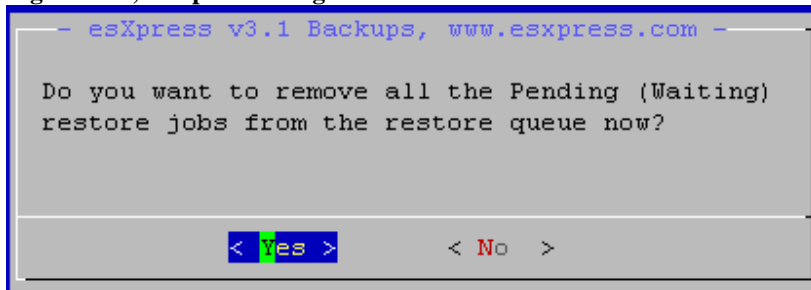 — esXpress v3.1 Backups, www.esxpress.com —
Do you want to remove all the Pending (Waiting)
restore jobs from the restore queue now?
< Yes > < No >